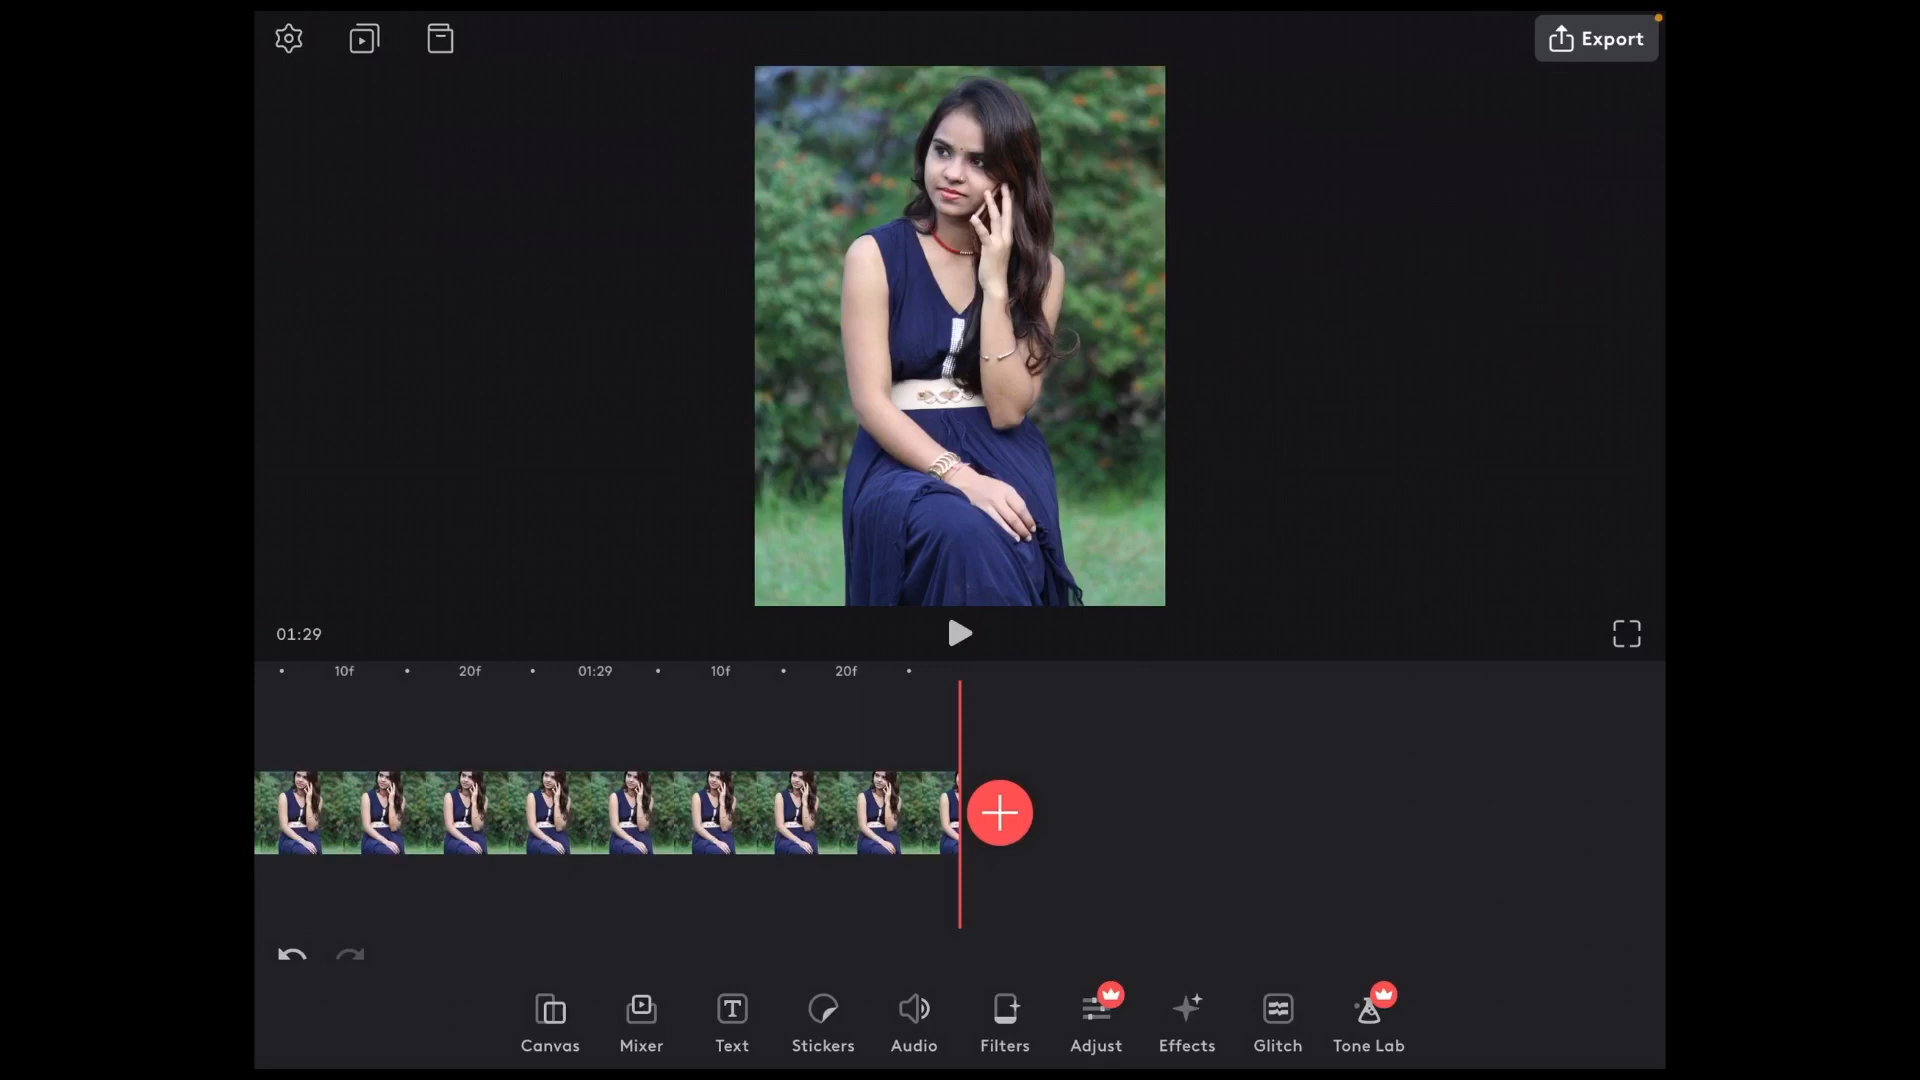 Export
01:29
10f 20f 01:29 10f 20f
Canvas Mixer Text Stickers Audio Filters Adjust Effects Glitch Tone Lab